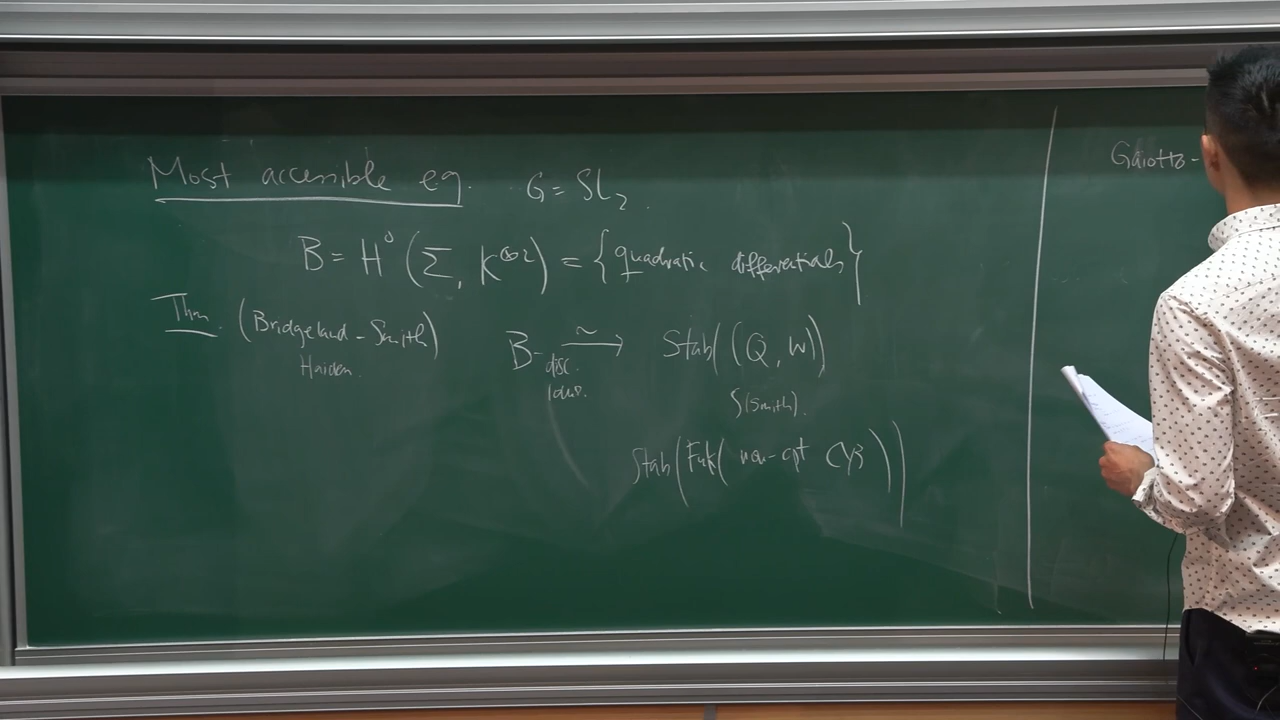 Most accessible eg. G = SL₂.
B = H⁰(Σ, K^{⊗2}) = {quadratic differentials}
Thm. (Bridgeland - Smith) B - disc. locus. →~ Stab((Q, W))
Haiden.
∫(Smith).
Stab(Fuk(non-cpt CY3))
Gaiotto -